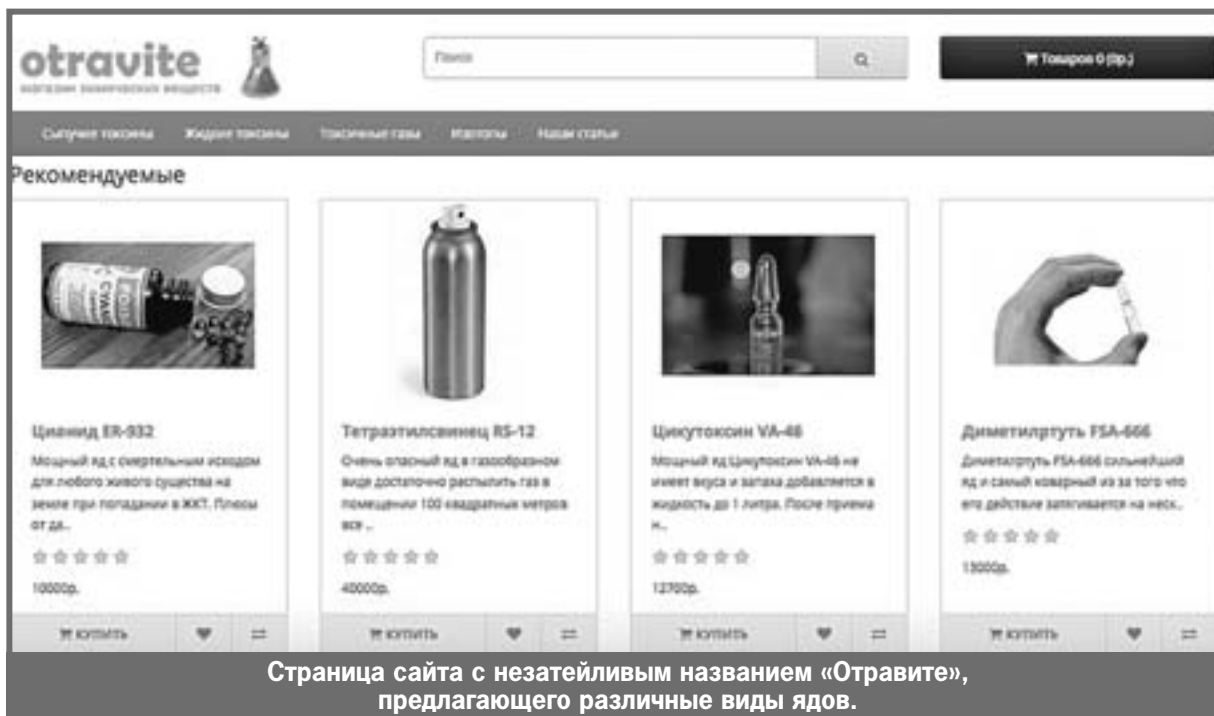 otravite
магазин химических веществ
Поиск
Товаров 0 (0р.)
Сыпучие токсины Жидкие токсины Токсичные газы Изотопы Наши статьи
Рекомендуемые
Цианид ER-932
Мощный яд с смертельным исходом
для любого живого существа на
земле при попадании в ЖКТ. Плюсы
от да..
10000р.
КУПИТЬ
Тетраэтилсвинец RS-12
Очень опасный яд в газообразном
виде достаточно распылить газ в
помещении 100 квадратных метров
все ..
40000р.
КУПИТЬ
Цикутоксин VA-46
Мощный яд Цикутоксин VA-46 не
имеет вкуса и запаха добавляется в
жидкость до 1 литра. После приема
н..
12700р.
КУПИТЬ
Диметилртуть FSA-666
Диметилртуть FSA-666 сильнейший
яд и самый коварный из за того что
его действие затягивается на неск..
13000р.
КУПИТЬ
Страница сайта с незатейливым названием «Отравите»,
предлагающего различные виды ядов.